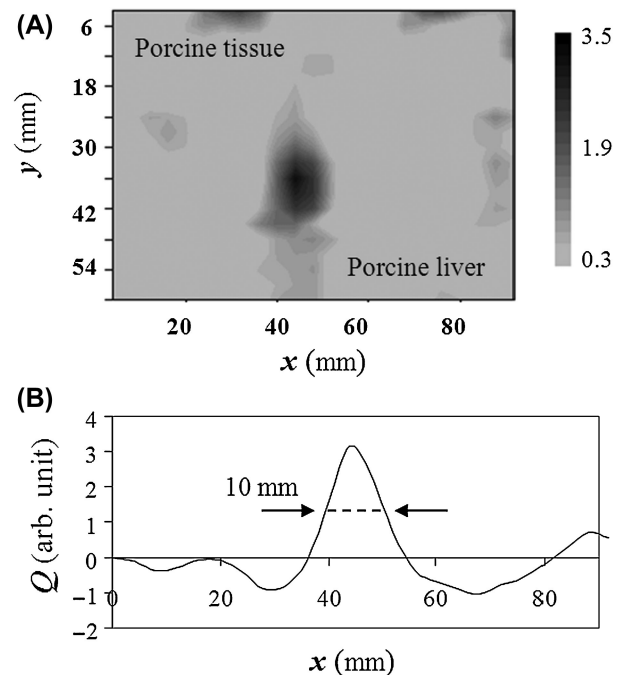 (A)
Porcine tissue
Porcine liver
6
18
30
42
54
y (mm)
20 40 60 80
x (mm)
3.5
1.9
0.3
(B)
4
3
2
1
0
−1
−2
Q (arb. unit)
10 mm
0 20 40 60 80
x (mm)